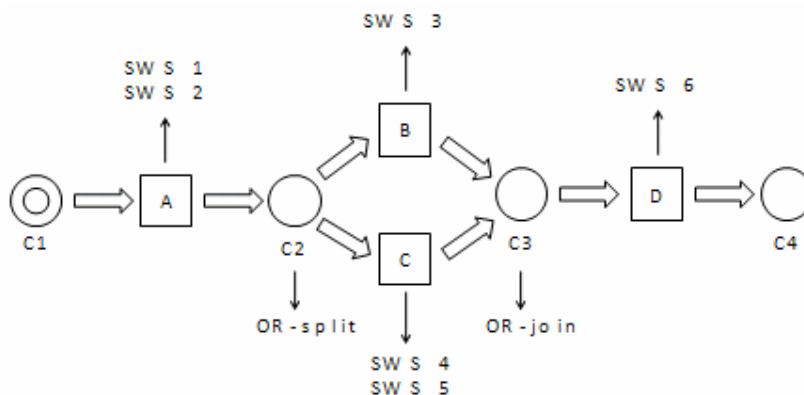 SWS 3
SWS 1
SWS 2
SWS 6
B
A
D
C1
C2
C
C3
C4
OR-split
OR-join
SWS 4
SWS 5